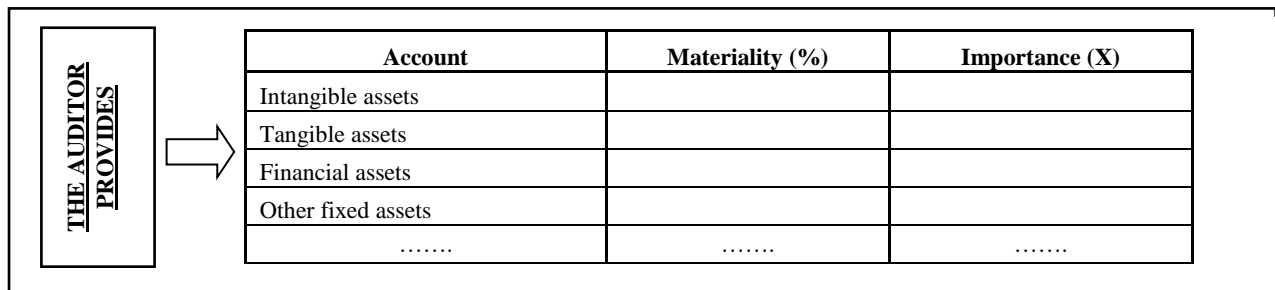 THE AUDITOR
PROVIDES
Account Materiality (%) Importance (X)
Intangible assets
Tangible assets
Financial assets
Other fixed assets
……. ……. …….